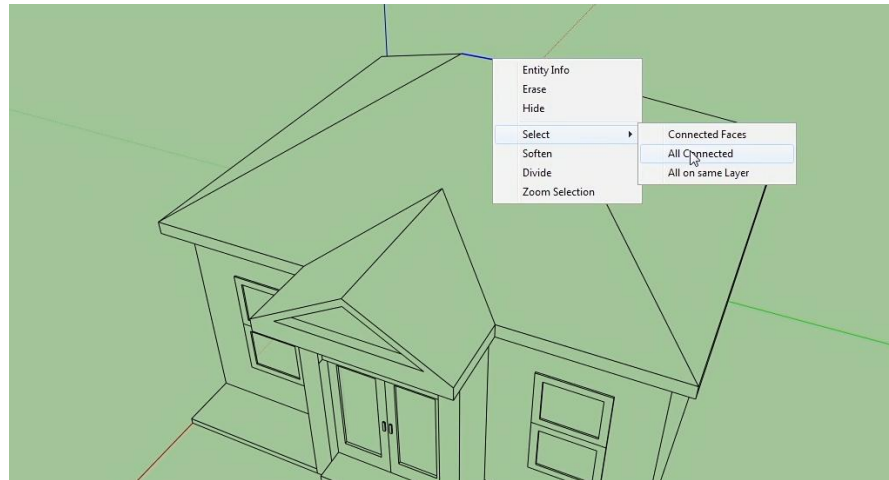 Entity Info
Erase
Hide
Select
Soften
Divide
Zoom Selection
Connected Faces
All Connected
All on same Layer